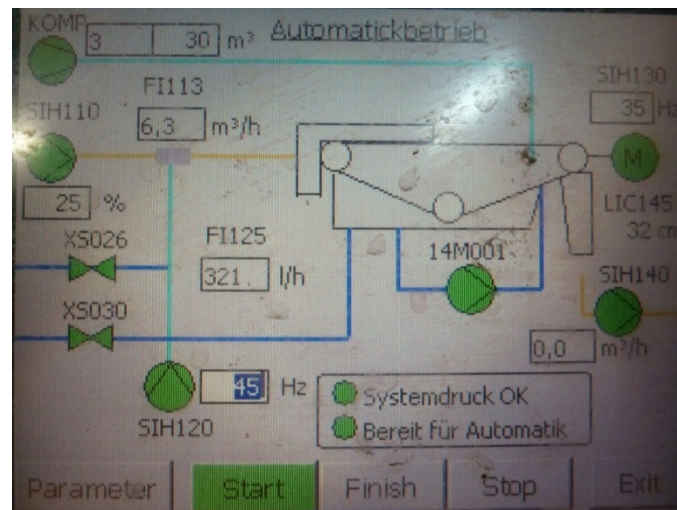 KOMP 3 30 m³ Automatickbetrieb
FI113
SIH130
SIH110
6,3 m³/h
35 Hz
M
25 %
LIC145
XS026
FI125
32 cm
14M001
321. l/h
SIH140
XS030
0,0 m³/h
45 Hz
Systemdruck OK
SIH120
Bereit für Automatik
Parameter Start Finish Stop Exit